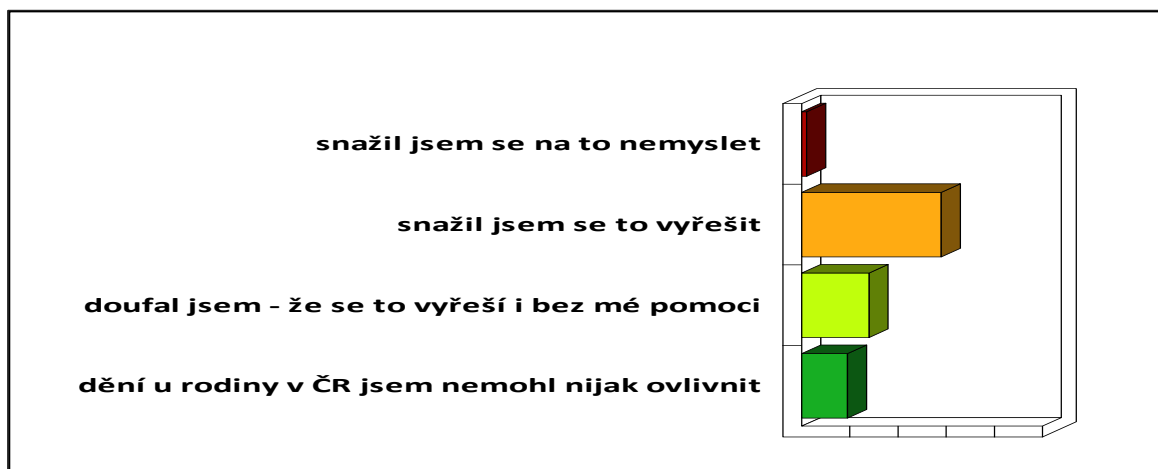 snažil jsem se na to nemyslet
snažil jsem se to vyřešit
doufal jsem - že se to vyřeší i bez mé pomoci
dění u rodiny v ČR jsem nemohl nijak ovlivnit